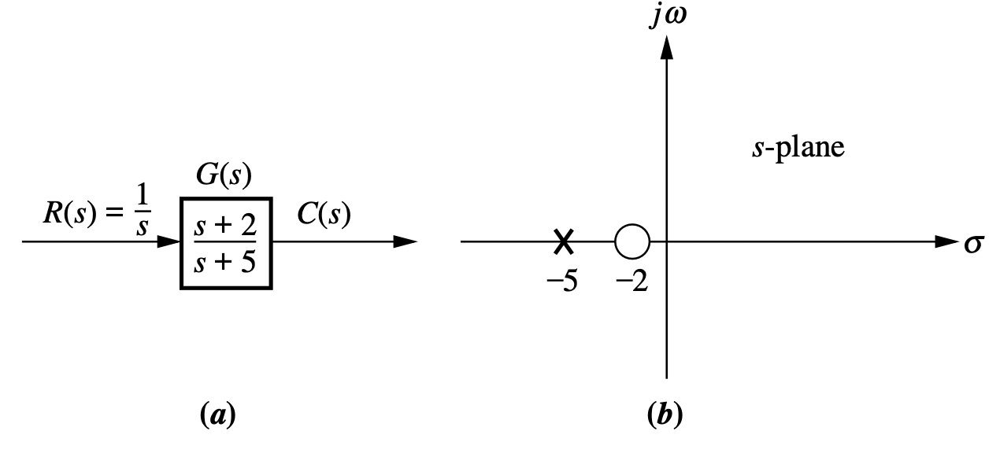 G(s)
R(s) = 1/s
s + 2
s + 5
C(s)
(a)
jω
s-plane
σ
−5
−2
(b)